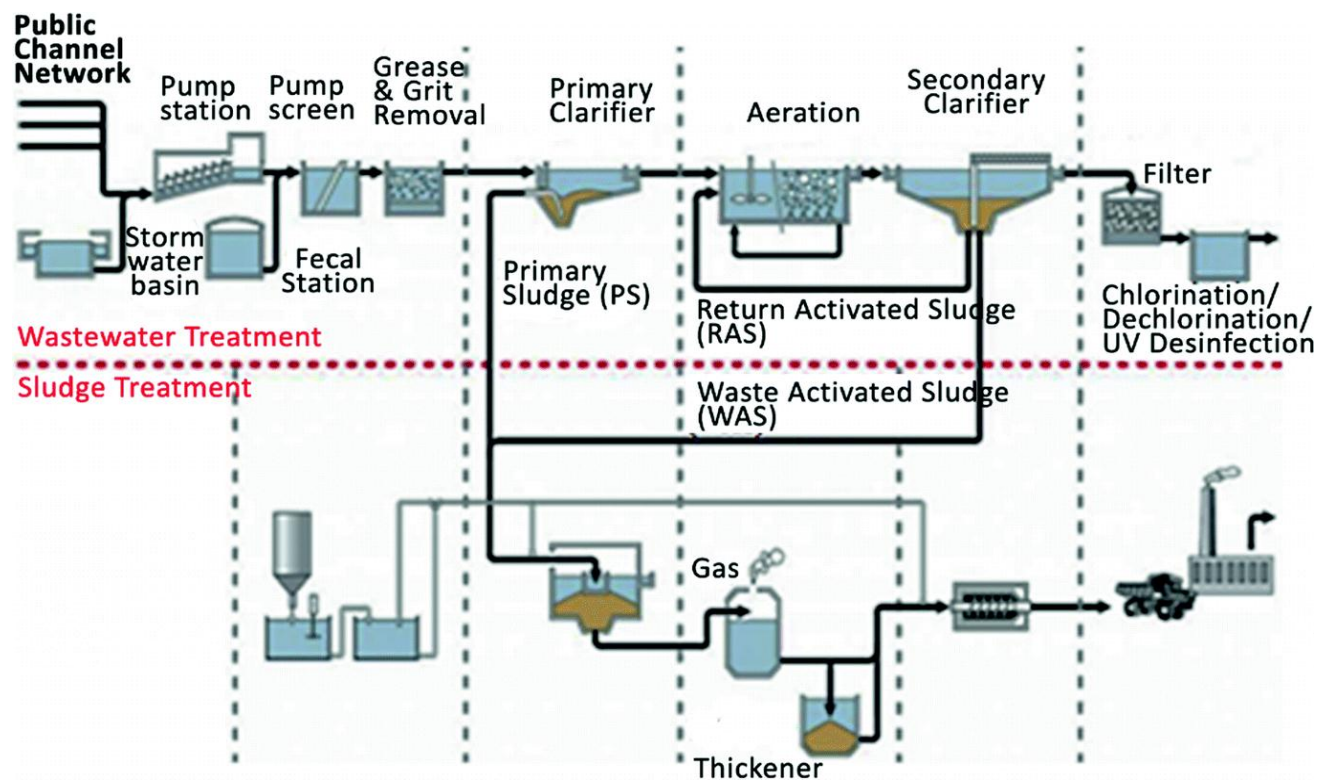 Public
Channel
Network
Pump
station
Pump
screen
Grease
& Grit
Removal
Primary
Clarifier
Aeration
Secondary
Clarifier
Filter
Storm
water
basin
Fecal
Station
Primary
Sludge (PS)
Return Activated Sludge
(RAS)
Chlorination/
Dechlorination/
UV Desinfection
Wastewater Treatment
Sludge Treatment
Waste Activated Sludge
(WAS)
Gas
Thickener